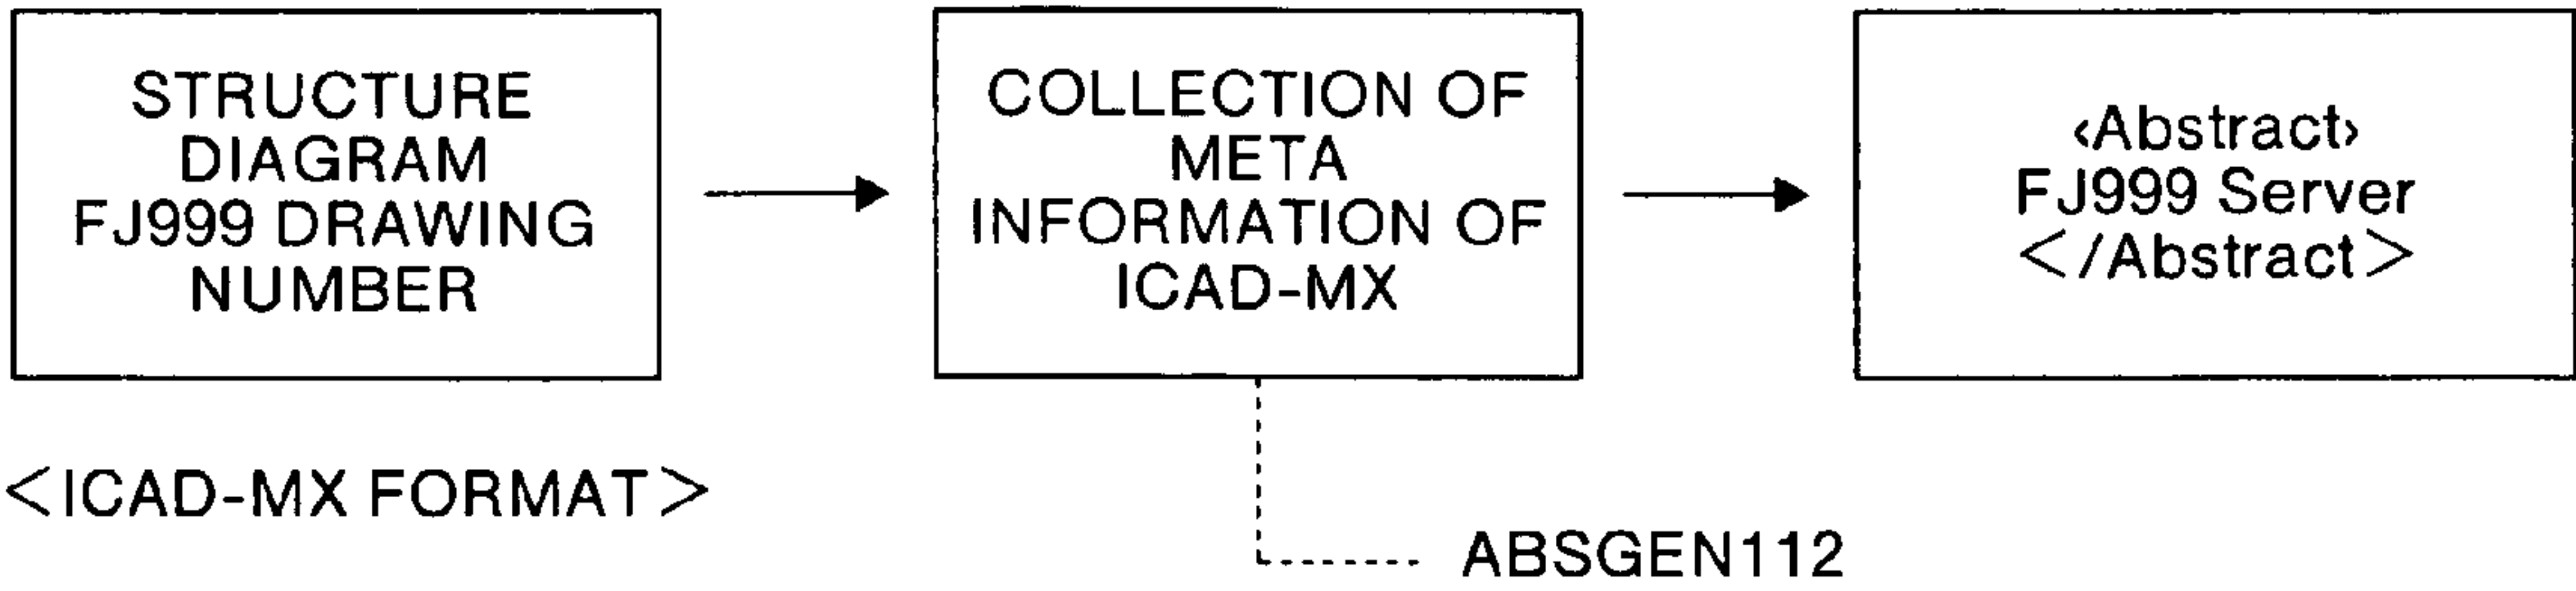 STRUCTURE
DIAGRAM
FJ999 DRAWING
NUMBER
COLLECTION OF
META
INFORMATION OF
ICAD-MX
‹Abstract›
FJ999 Server
</Abstract>
<ICAD-MX FORMAT>
ABSGEN112